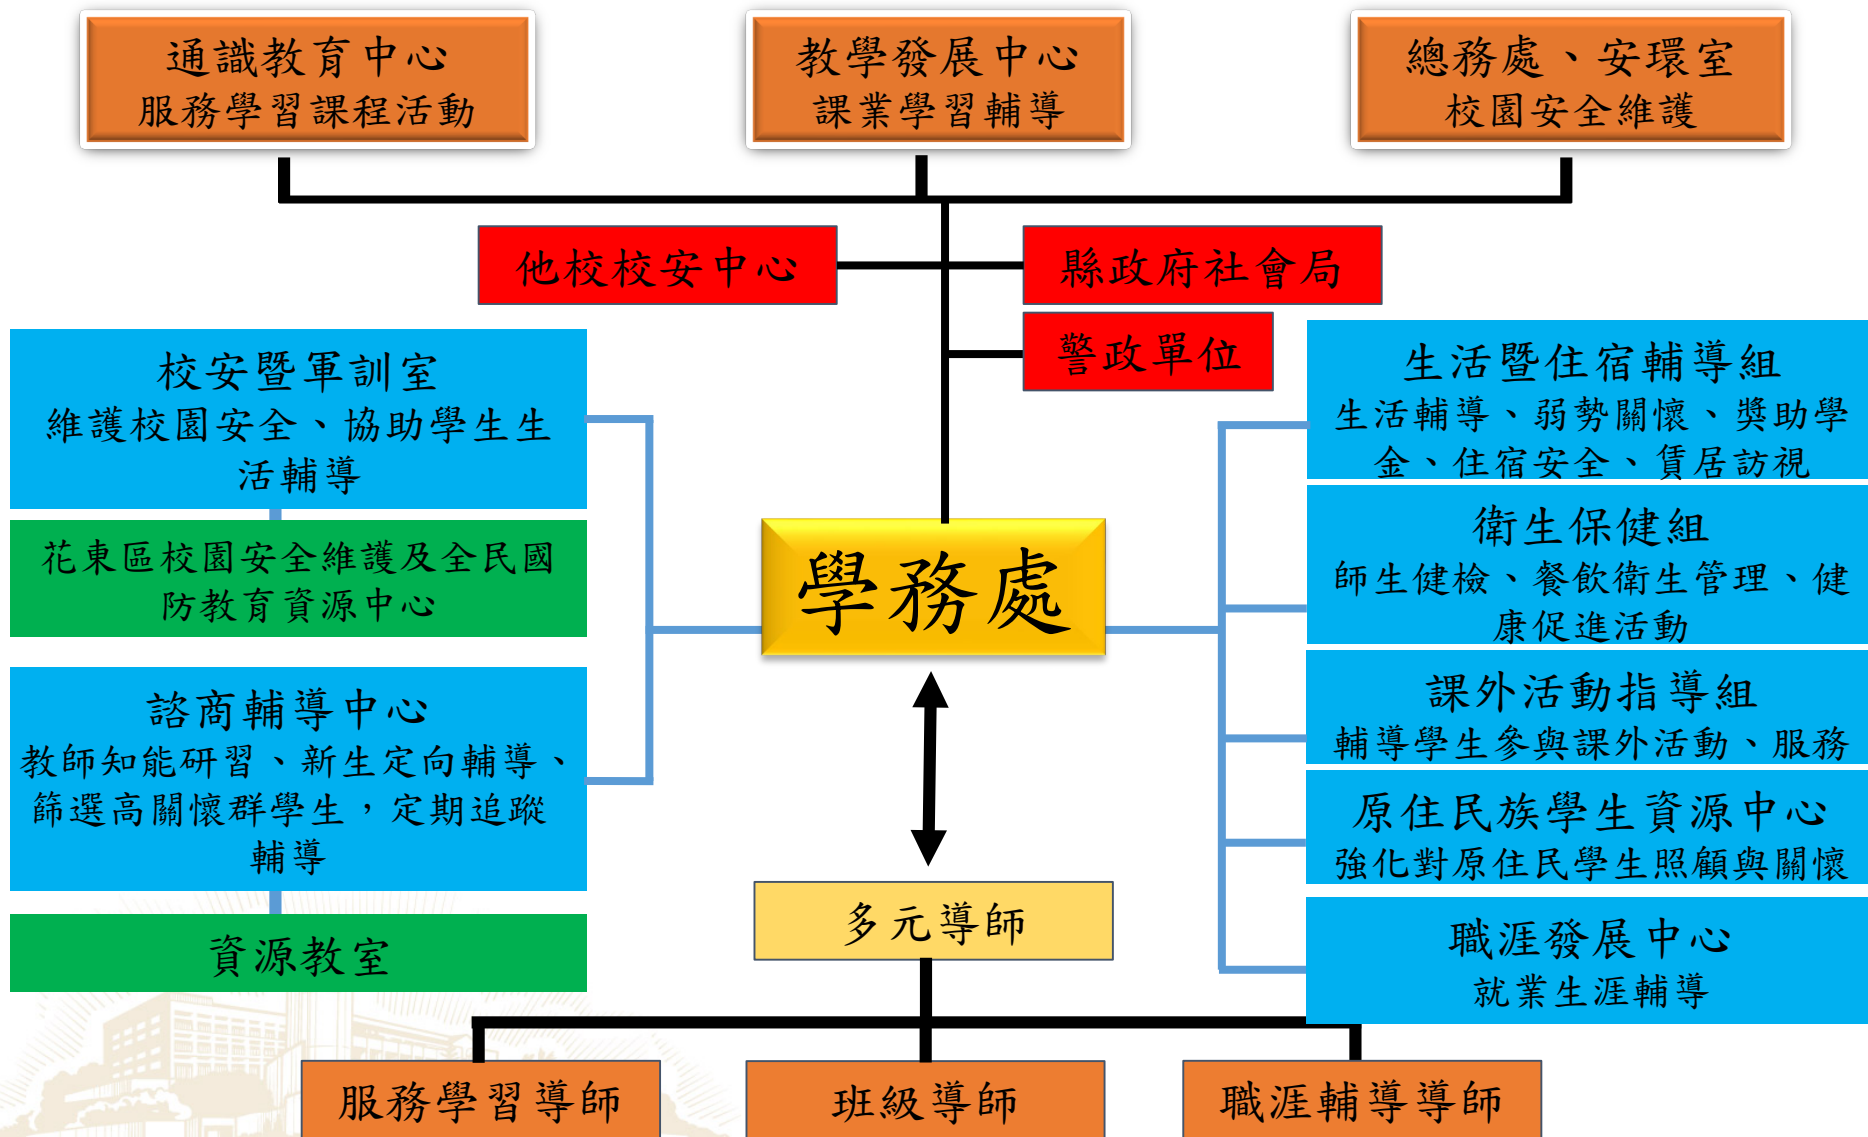 通識教育中心
服務學習課程活動
教學發展中心
課業學習輔導
總務處、安環室
校園安全維護
他校校安中心
縣政府社會局
警政單位
校安暨軍訓室
維護校園安全、協助學生生
活輔導
花東區校園安全維護及全民國
防教育資源中心
諮商輔導中心
教師知能研習、新生定向輔導、
篩選高關懷群學生，定期追蹤
輔導
資源教室
學務處
生活暨住宿輔導組
生活輔導、弱勢關懷、獎助學
金、住宿安全、賃居訪視
衛生保健組
師生健檢、餐飲衛生管理、健
康促進活動
課外活動指導組
輔導學生參與課外活動、服務
原住民族學生資源中心
強化對原住民學生照顧與關懷
職涯發展中心
就業生涯輔導
多元導師
服務學習導師
班級導師
職涯輔導導師